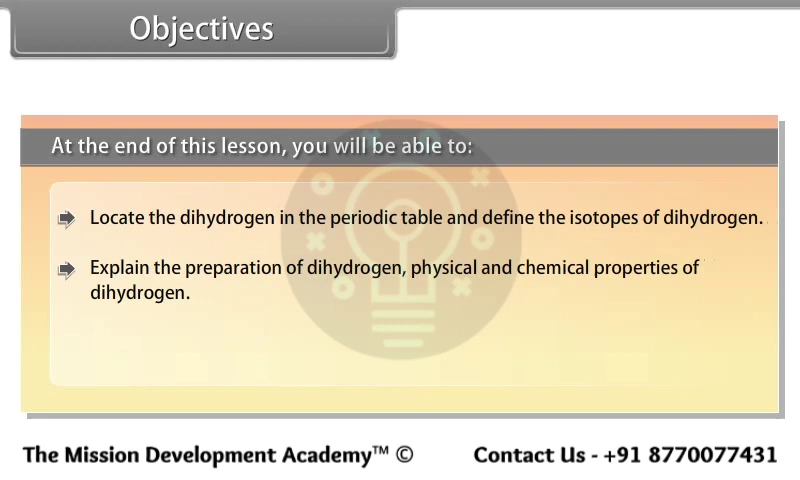 Objectives
At the end of this lesson, you will be able to:
Locate the dihydrogen in the periodic table and define the isotopes of dihydrogen.
Explain the preparation of dihydrogen, physical and chemical properties of
dihydrogen.
The Mission Development Academy™ © Contact Us - +91 8770077431